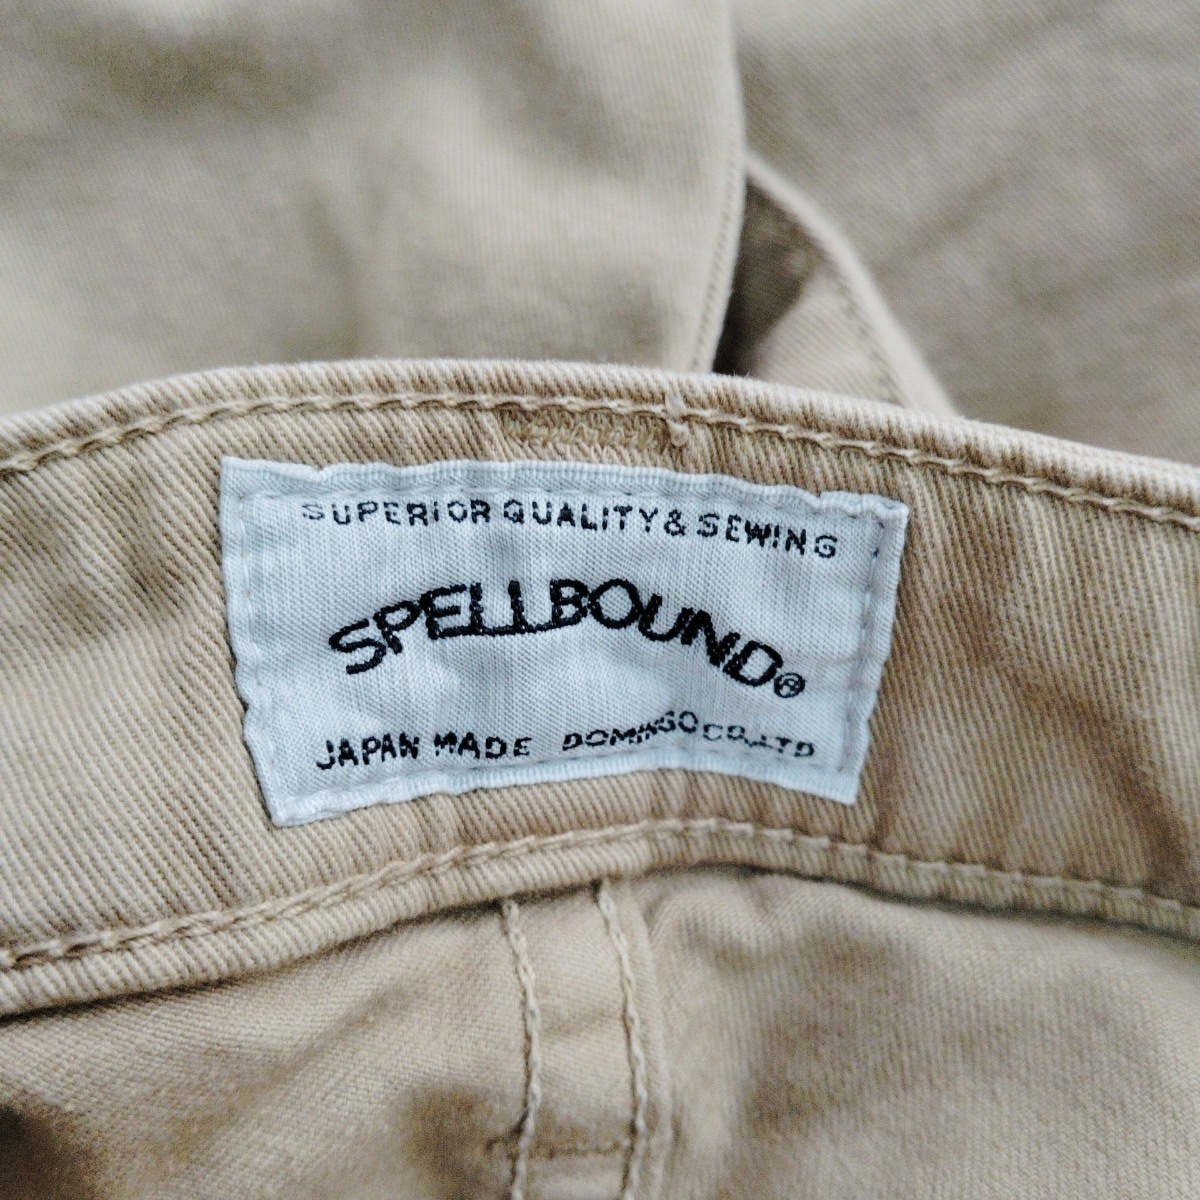 SUPERIOR QUALITY & SEWING
SPELLBOUND®
JAPAN MADE DOMINGO CO.,LTD